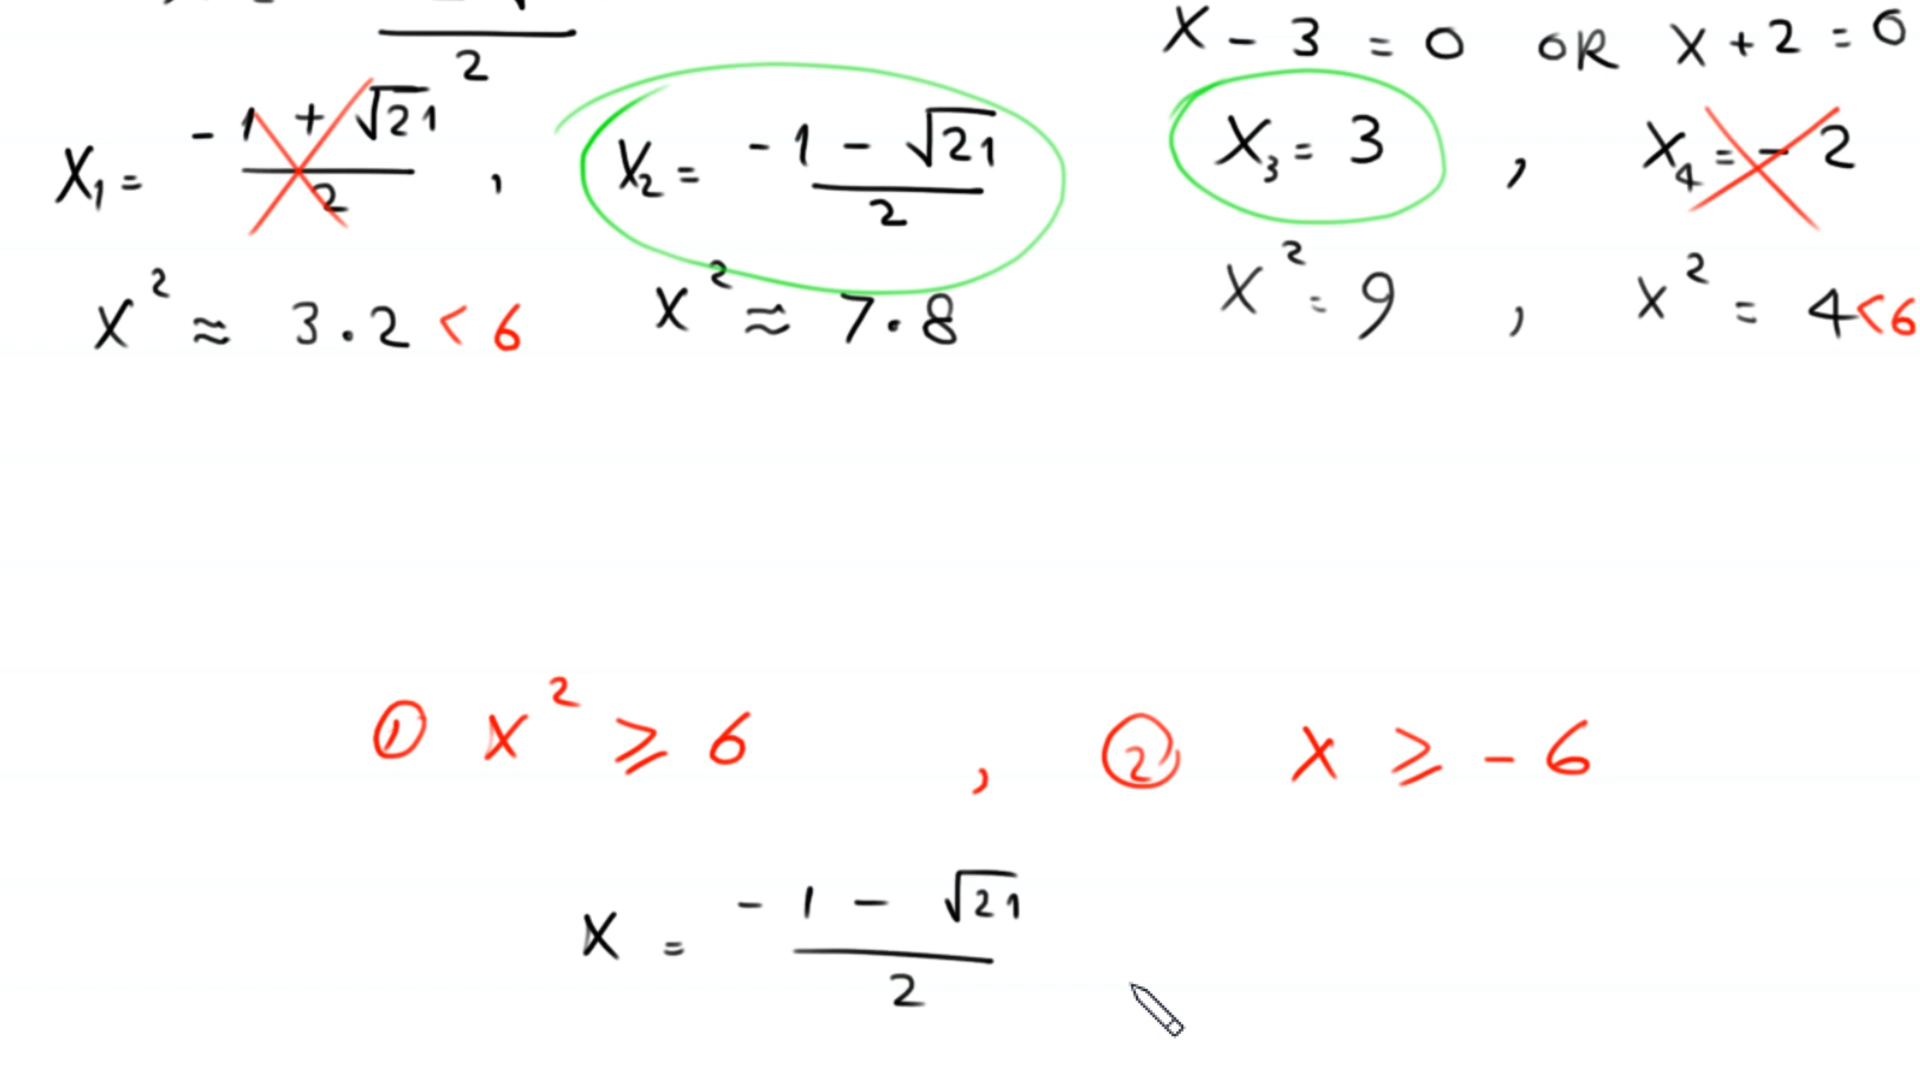 2
x - 3 = 0 OR x + 2 = 0
x₁ = (-1 + √21)/2 , x₂ = (-1 - √21)/2
x₃ = 3 , x₄ = -2
x² ≈ 3.2 < 6 x² ≈ 7.8
x² = 9 , x² = 4 < 6
① x² ⩾ 6 , ② x ⩾ -6
x = (-1 - √21)/2